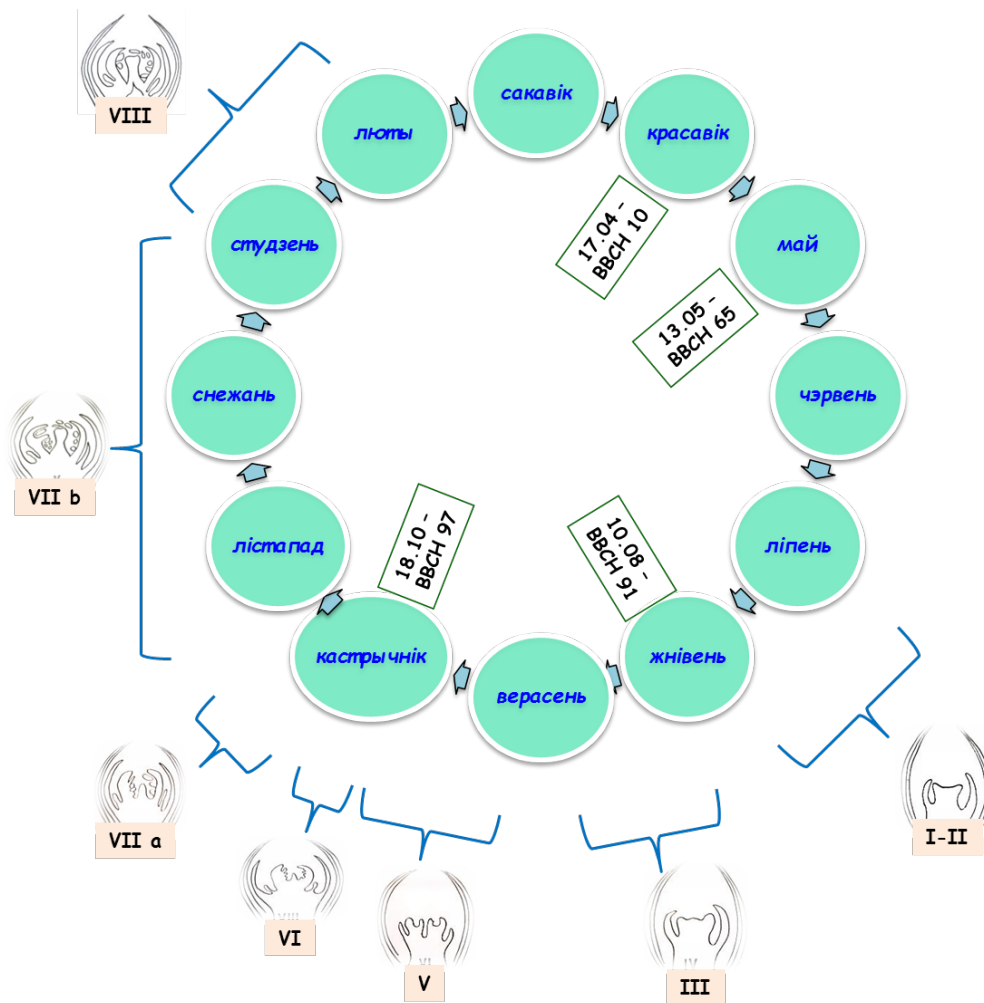 сакавік
красавік
май
чэрвень
ліпень
жнівень
верасень
кастрычнік
лістапад
снежань
студзень
люты
17.04 –
BBCH 10
13.05 –
BBCH 65
10.08 –
BBCH 91
18.10 –
BBCH 97
I-II
III
V
VI
VII a
VII b
VIII